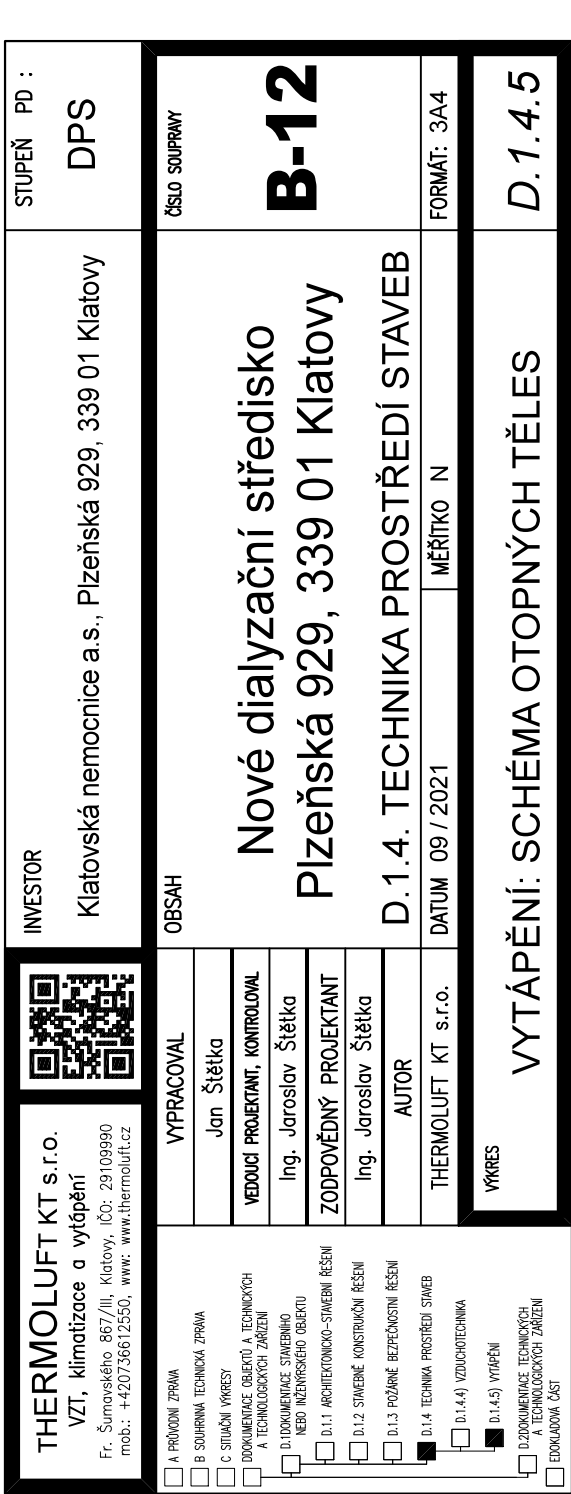 THERMOLUFT KT s.r.o.
VZT, klimatizace a vytápění
Fr. Šumavského 867/III, Klatovy, IČO: 29109990
mob.: +420736612550, www: www.thermoluft.cz
INVESTOR
Klatovská nemocnice a.s., Plzeňská 929, 339 01 Klatovy
STUPEŇ PD :
DPS
A PRŮVODNÍ ZPRÁVA
B SOUHRNNÁ TECHNICKÁ ZPRÁVA
C SITUAČNÍ VÝKRESY
DDOKUMENTACE OBJEKTŮ A TECHNICKÝCH
A TECHNOLOGICKÝCH ZAŘÍZENÍ
D.1DOKUMENTACE STAVEBNÍHO
NEBO INŽENÝRSKÉHO OBJEKTU
D.1.1 ARCHITEKTONICKO-STAVEBNÍ ŘEŠENÍ
D.1.2 STAVEBNĚ KONSTRUKČNÍ ŘEŠENÍ
D.1.3 POŽÁRNĚ BEZPEČNOSTNÍ ŘEŠENÍ
D.1.4 TECHNIKA PROSTŘEDÍ STAVEB
D.1.4.4) VZDUCHOTECHNIKA
D.1.4.5) VYTÁPĚNÍ
D.2DOKUMENTACE TECHNICKÝCH
A TECHNOLOGICKÝCH ZAŘÍZENÍ
EDOKLADOVÁ ČÁST
VYPRACOVAL
Jan Štětka
VEDOUCÍ PROJEKTANT, KONTROLOVAL
Ing. Jaroslav Štětka
ZODPOVĚDNÝ PROJEKTANT
Ing. Jaroslav Štětka
AUTOR
THERMOLUFT KT s.r.o.
OBSAH
Nové dialyzační středisko
Plzeňská 929, 339 01 Klatovy
D.1.4. TECHNIKA PROSTŘEDÍ STAVEB
DATUM 09 / 2021
MĚŘÍTKO N
ČÍSLO SOUPRAVY
B-12
FORMÁT: 3A4
VÝKRES
VYTÁPĚNÍ: SCHÉMA OTOPNÝCH TĚLES
D.1.4.5